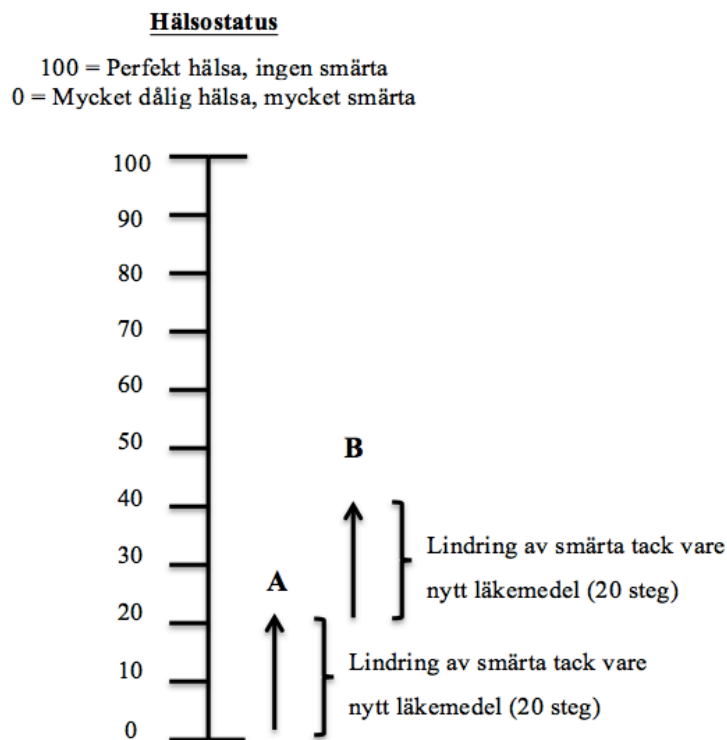 Hälsostatus
100 = Perfekt hälsa, ingen smärta
0 = Mycket dålig hälsa, mycket smärta
100
90
80
70
60
50
B
40
Lindring av smärta tack vare
30
nytt läkemedel (20 steg)
A
20
Lindring av smärta tack vare
10
nytt läkemedel (20 steg)
0